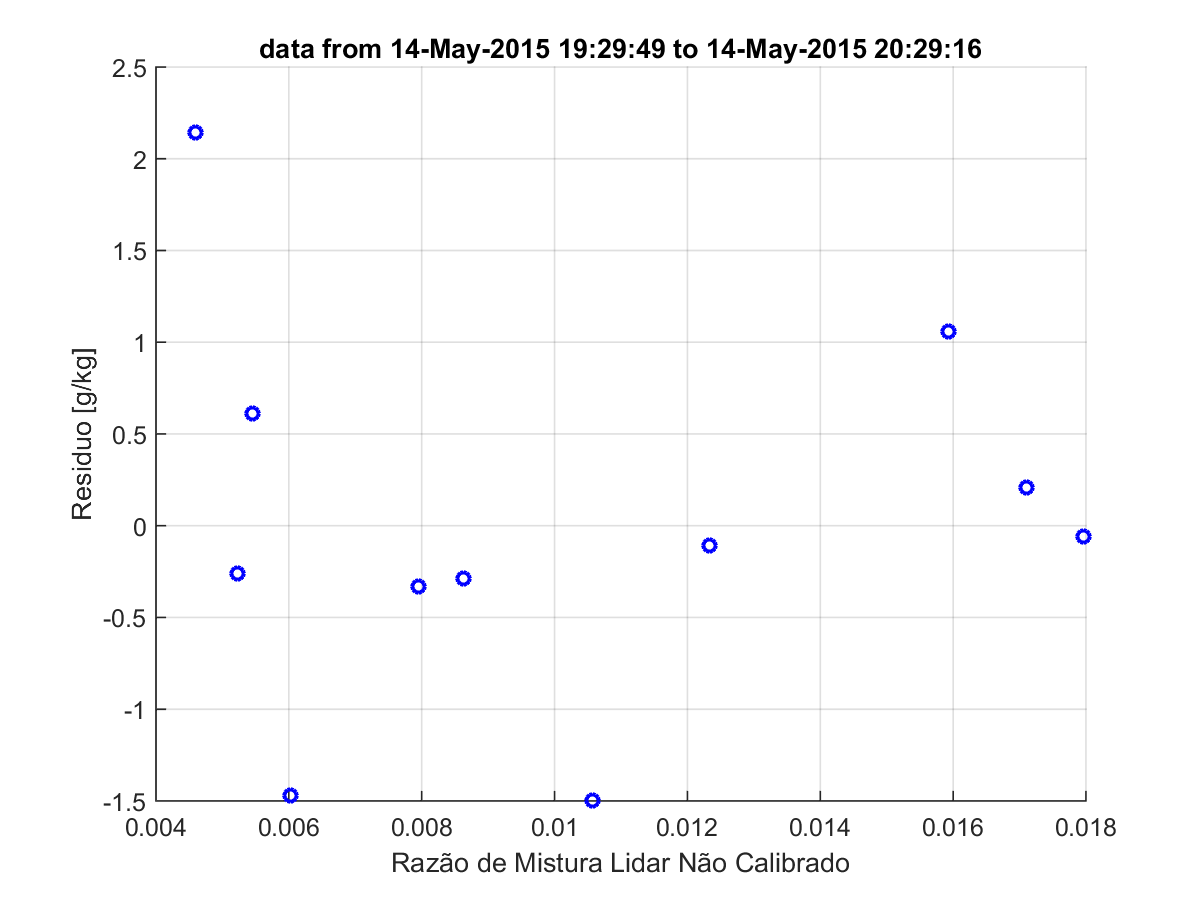 data from 14-May-2015 19:29:49 to 14-May-2015 20:29:16
2.5
2
1.5
1
0.5
0
-0.5
-1
-1.5
Residuo [g/kg]
0.004 0.006 0.008 0.01 0.012 0.014 0.016 0.018
Razão de Mistura Lidar Não Calibrado